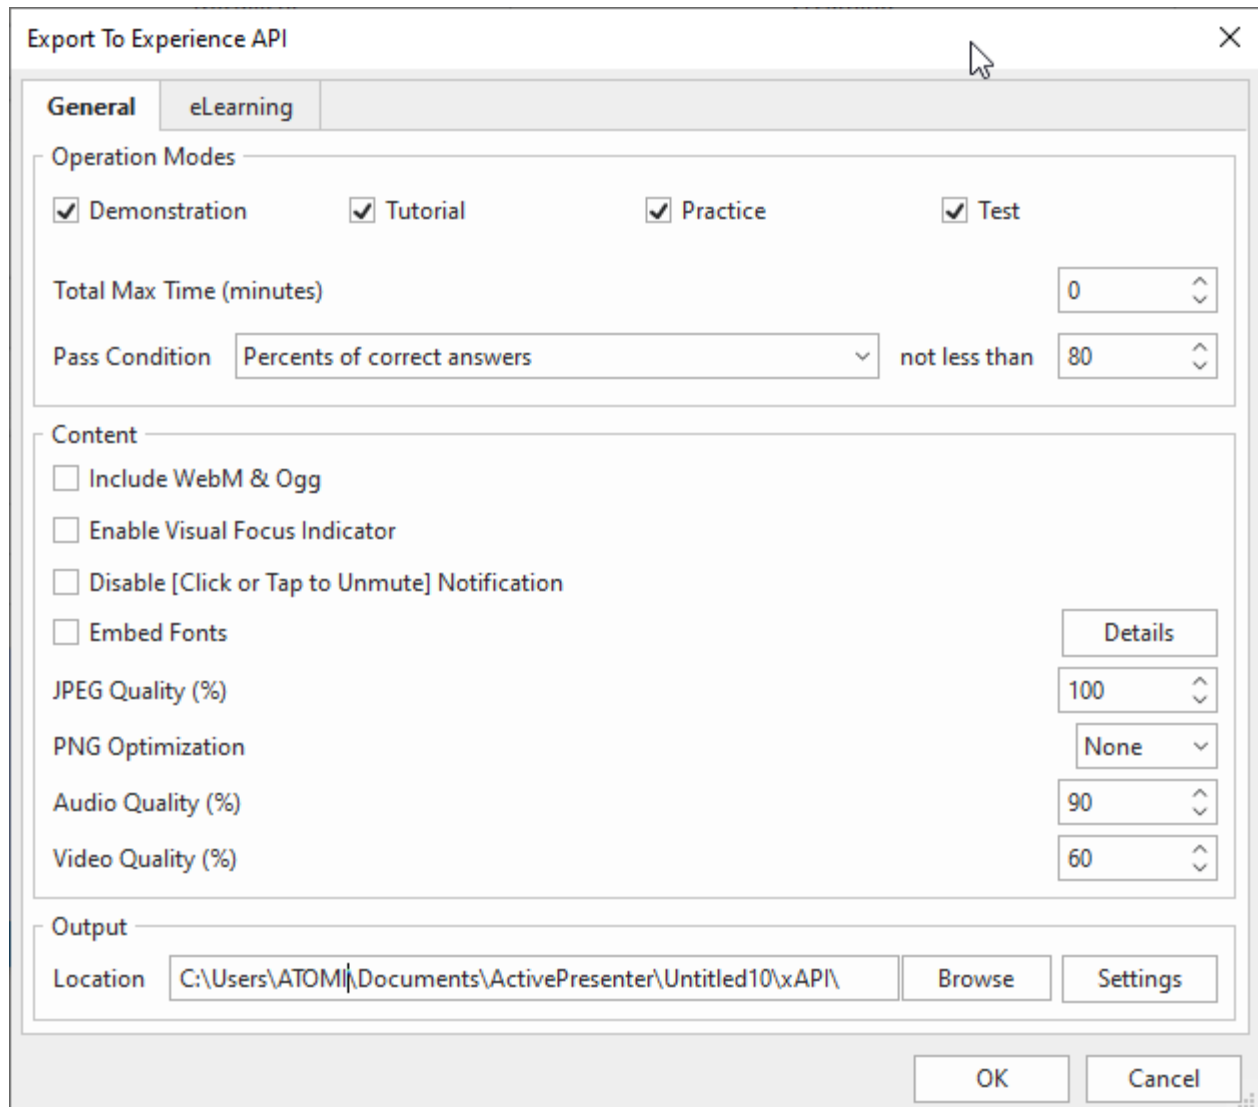 Export To Experience API
General eLearning
Operation Modes
Demonstration Tutorial Practice Test
Total Max Time (minutes) 0
Pass Condition Percents of correct answers not less than 80
Content
Include WebM & Ogg
Enable Visual Focus Indicator
Disable [Click or Tap to Unmute] Notification
Embed Fonts Details
JPEG Quality (%) 100
PNG Optimization None
Audio Quality (%) 90
Video Quality (%) 60
Output
Location C:\Users\ATOMI\Documents\ActivePresenter\Untitled10\xAPI\ Browse Settings
OK Cancel